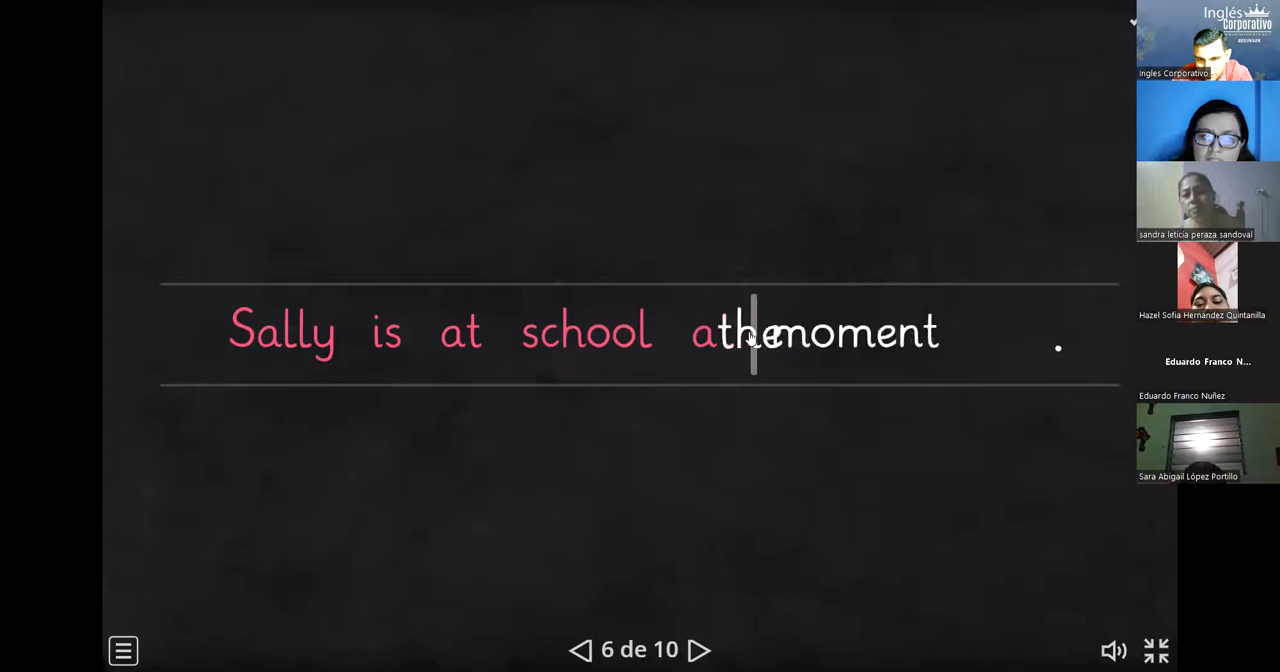 Inglés
Corporativo
BEGINNER
Ingles Corporativo
Sally is at school at the moment .
sandra leticia peraza sandoval
Hazel Sofia Hernández Quintanilla
Eduardo Franco N...
Eduardo Franco Nuñez
Sara Abigail López Portillo
6 de 10